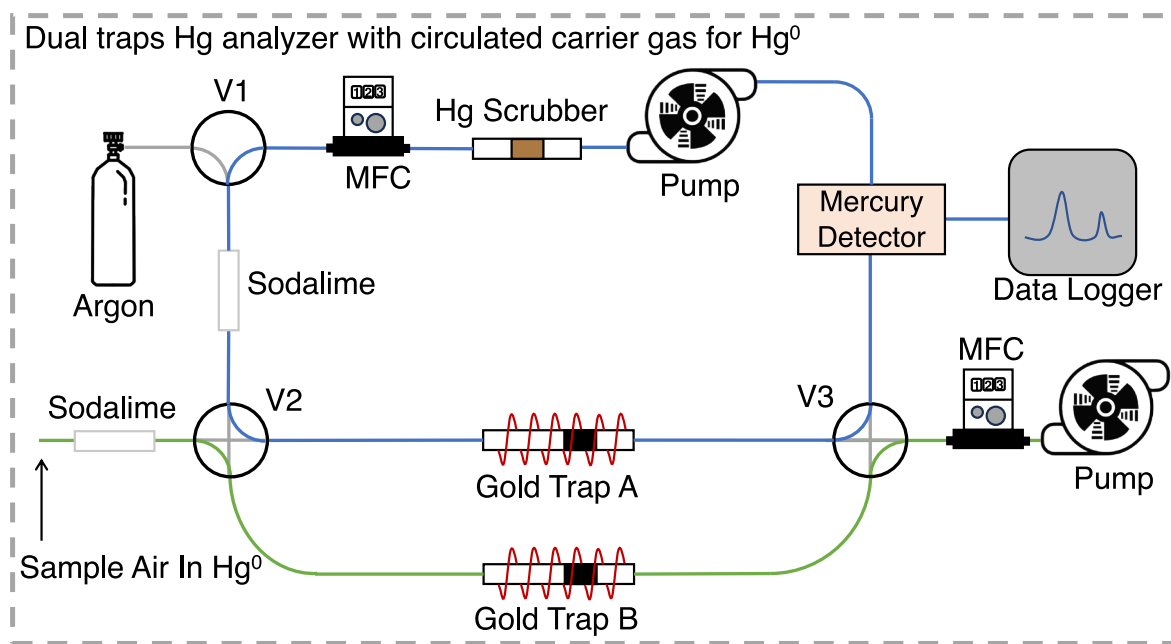 Dual traps Hg analyzer with circulated carrier gas for Hg⁰
V1
123
MFC
Hg Scrubber
Pump
Argon
Sodalime
Mercury
Detector
Data Logger
Sodalime
V2
V3
MFC
123
Pump
Gold Trap A
Sample Air In Hg⁰
Gold Trap B